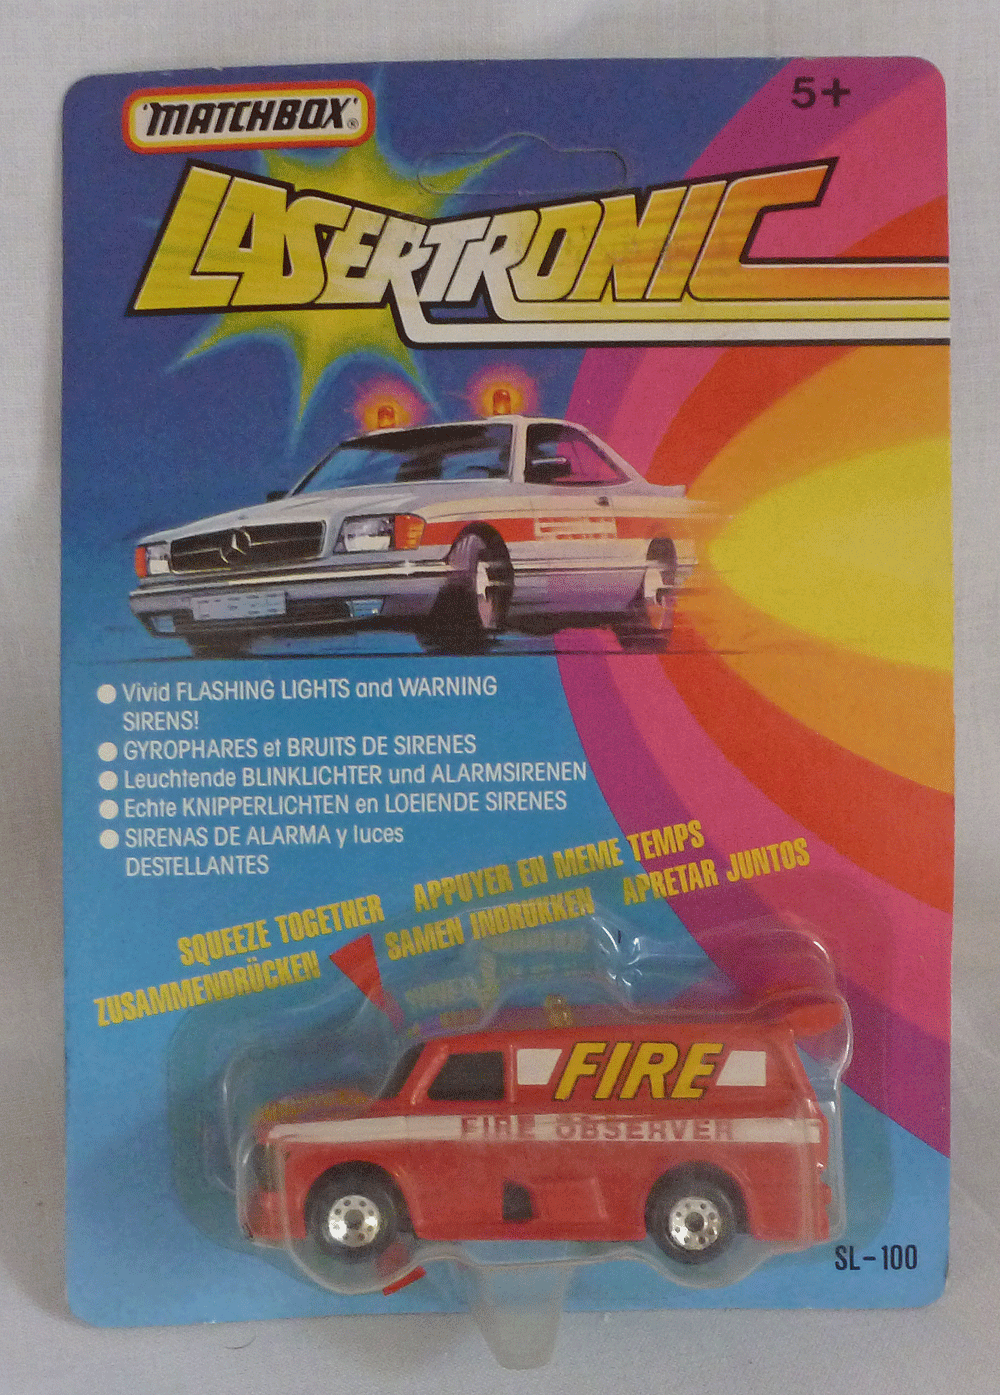 'MATCHBOX'®
5+
LASERTRONIC
● Vivid FLASHING LIGHTS and WARNING
SIRENS!
● GYROPHARES et BRUITS DE SIRENES
● Leuchtende BLINKLICHTER und ALARMSIRENEN
● Echte KNIPPERLICHTEN en LOEIENDE SIRENES
● SIRENAS DE ALARMA y luces
DESTELLANTES
SQUEEZE TOGETHER APPUYER EN MEME TEMPS
ZUSAMMENDRÜCKEN SAMEN INDRUKKEN APRETAR JUNTOS
FIRE
FIRE OBSERVER
SL-100